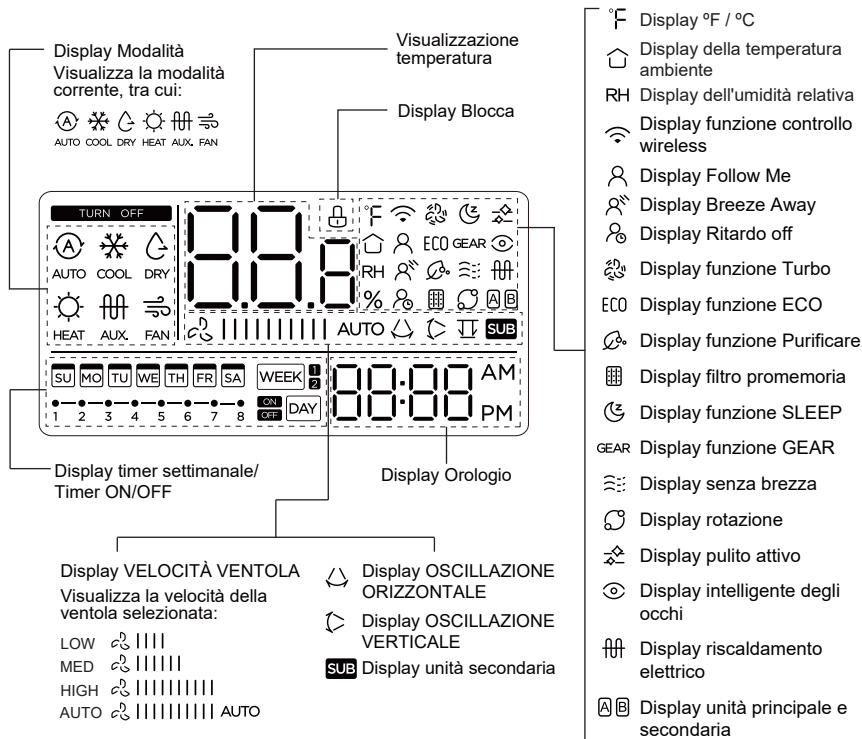 Display Modalità
Visualizza la modalità
corrente, tra cui:
AUTO COOL DRY HEAT AUX. FAN
Visualizzazione
temperatura
Display Blocca
TURN OFF
AUTO COOL DRY
HEAT AUX. FAN
88.8
°F
ECO GEAR
RH
%
A B
AUTO SUB
SU MO TU WE TH FR SA WEEK 1 2
1 2 3 4 5 6 7 8 ON OFF DAY
88:88 AM PM
Display timer settimanale/
Timer ON/OFF
Display Orologio
Display VELOCITÀ VENTOLA
Visualizza la velocità della
ventola selezionata:
LOW
MED
HIGH
AUTO AUTO
Display OSCILLAZIONE
ORIZZONTALE
Display OSCILLAZIONE
VERTICALE
SUB Display unità secondaria
°F Display ºF / ºC
Display della temperatura
ambiente
RH Display dell'umidità relativa
Display funzione controllo
wireless
Display Follow Me
Display Breeze Away
Display Ritardo off
Display funzione Turbo
ECO Display funzione ECO
Display funzione Purificare
Display filtro promemoria
Display funzione SLEEP
GEAR Display funzione GEAR
Display senza brezza
Display rotazione
Display pulito attivo
Display intelligente degli
occhi
Display riscaldamento
elettrico
A B Display unità principale e
secondaria